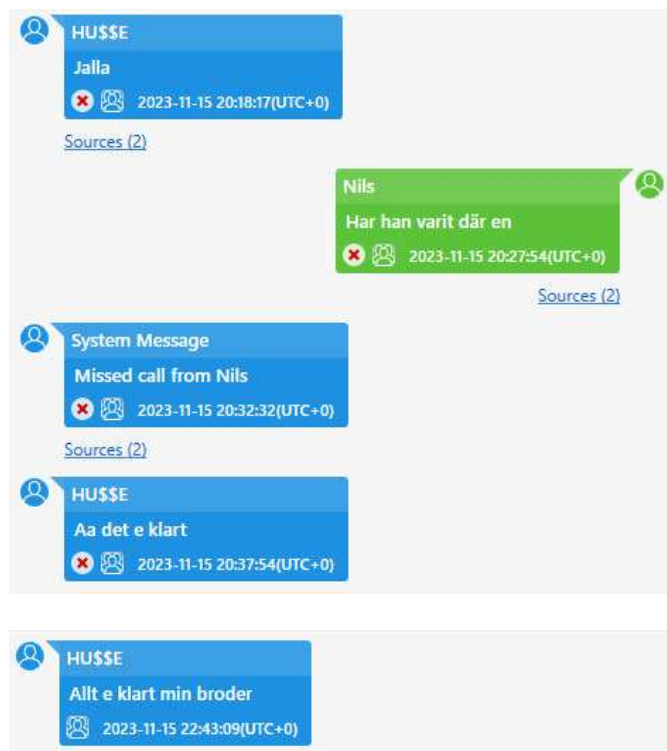 HU$$E
Jalla
2023-11-15 20:18:17(UTC+0)
Sources (2)
Nils
Har han varit där en
2023-11-15 20:27:54(UTC+0)
Sources (2)
System Message
Missed call from Nils
2023-11-15 20:32:32(UTC+0)
Sources (2)
HU$$E
Aa det e klart
2023-11-15 20:37:54(UTC+0)
HU$$E
Allt e klart min broder
2023-11-15 22:43:09(UTC+0)